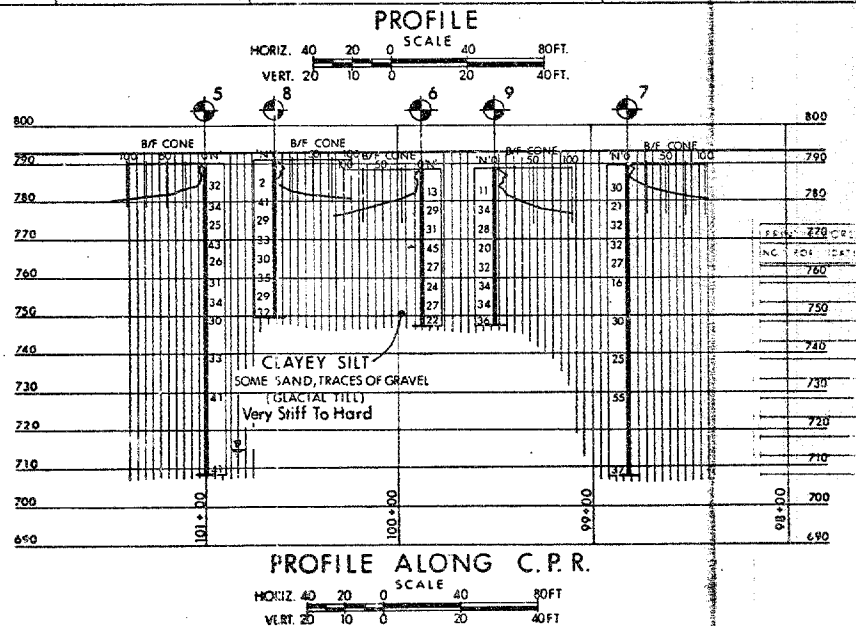 PROFILE
SCALE
HORIZ. 40 20 0 40 80FT.
VERT. 20 10 0 20 40FT.
5 8 6 9 7
800 800
B/F CONE B/F CONE B/F CONE B/F CONE B/F CONE
790 100 50 0 'N' 'N' 50 100 100 50 0 'N' 'N' 0 50 100 'N' 0 50 100 790
32 2 13 11 30
780 34 41 29 34 21 780
25 29 31 28 32
770 43 33 45 20 32 770
26 30 27 32 27
760 31 35 24 34 16 760
34 29 27 34
750 30 32 22 36 30 750
740 33 25 740
CLAYEY SILT
SOME SAND, TRACES OF GRAVEL
730 41 (GLACIAL TILL) 55 730
Very Stiff To Hard
720 720
710 37 710
700 700
101+00 100+00 99+00 98+00
690 690
PROFILE ALONG C.P.R.
SCALE
HORIZ. 40 20 0 40 80FT
VERT. 20 10 0 20 40FT